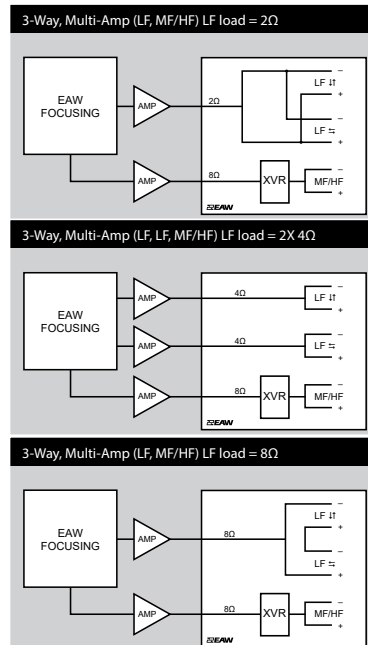 3-Way, Multi-Amp (LF, MF/HF) LF load = 2Ω
EAW
FOCUSING
AMP
2Ω
–
LF ↓↑
+
–
LF ⇆
+
AMP
8Ω
XVR
–
MF/HF
+
EAW
3-Way, Multi-Amp (LF, LF, MF/HF) LF load = 2X 4Ω
EAW
FOCUSING
AMP
4Ω
–
LF ↓↑
+
AMP
4Ω
–
LF ⇆
+
AMP
8Ω
XVR
–
MF/HF
+
EAW
3-Way, Multi-Amp (LF, MF/HF) LF load = 8Ω
EAW
FOCUSING
AMP
8Ω
–
LF ↓↑
+
–
LF ⇆
+
AMP
8Ω
XVR
–
MF/HF
+
EAW